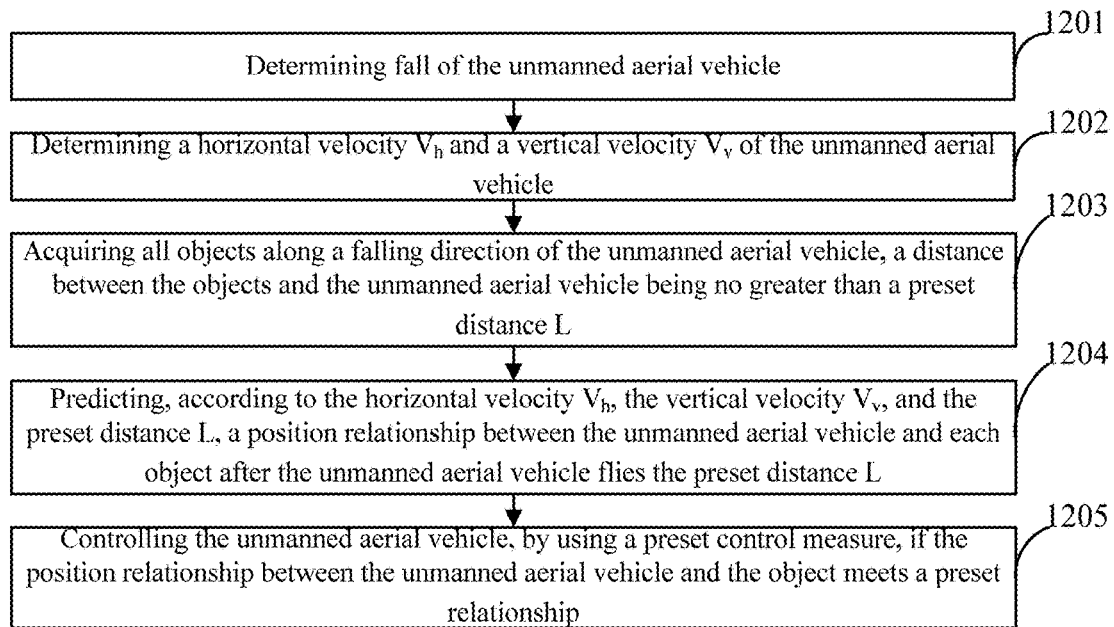 1201
Determining fall of the unmanned aerial vehicle
1202
Determining a horizontal velocity Vh and a vertical velocity Vv of the unmanned aerial
vehicle
1203
Acquiring all objects along a falling direction of the unmanned aerial vehicle, a distance
between the objects and the unmanned aerial vehicle being no greater than a preset
distance L
1204
Predicting, according to the horizontal velocity Vh, the vertical velocity Vv, and the
preset distance L, a position relationship between the unmanned aerial vehicle and each
object after the unmanned aerial vehicle flies the preset distance L
1205
Controlling the unmanned aerial vehicle, by using a preset control measure, if the
position relationship between the unmanned aerial vehicle and the object meets a preset
relationship